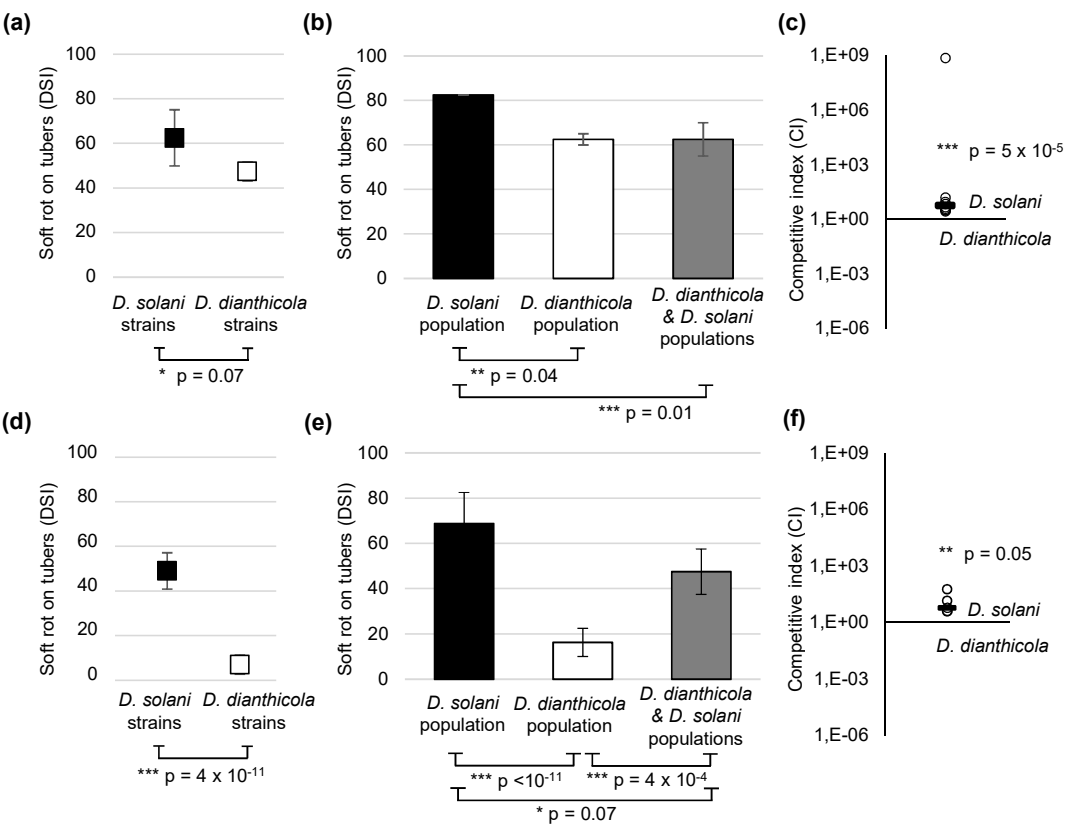 (a)
Soft rot on tubers (DSI)
100
80
60
40
20
0
D. solani
strains
D. dianthicola
strains
* p = 0.07
(b)
Soft rot on tubers (DSI)
100
80
60
40
20
0
D. solani
population
D. dianthicola
population
D. dianthicola
& D. solani
populations
** p = 0.04
*** p = 0.01
(c)
Competitive index (CI)
1,E+09
1,E+06
1,E+03
1,E+00
1,E-03
1,E-06
*** p = 5 x 10-5
D. solani
D. dianthicola
(d)
Soft rot on tubers (DSI)
100
80
60
40
20
0
D. solani
strains
D. dianthicola
strains
*** p = 4 x 10-11
(e)
Soft rot on tubers (DSI)
100
80
60
40
20
0
D. solani
population
D. dianthicola
population
D. dianthicola
& D. solani
populations
*** p <10-11
*** p = 4 x 10-4
* p = 0.07
(f)
Competitive index (CI)
1,E+09
1,E+06
1,E+03
1,E+00
1,E-03
1,E-06
** p = 0.05
D. solani
D. dianthicola